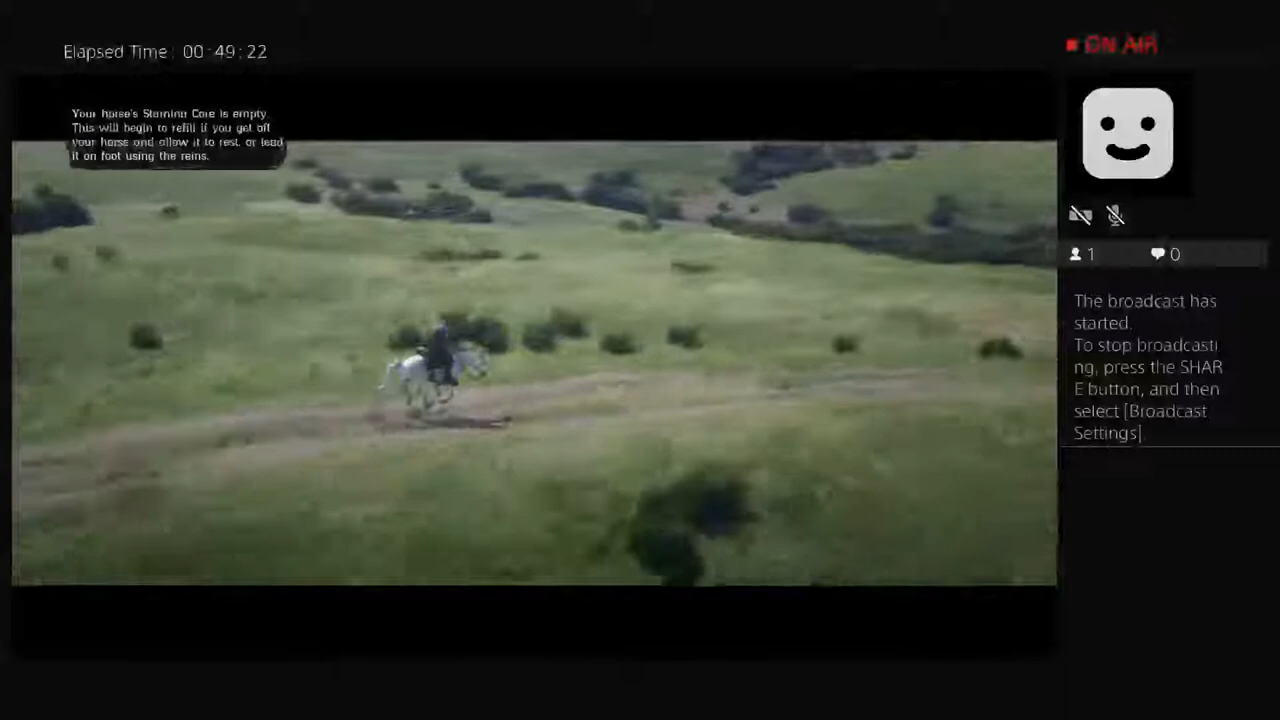 Elapsed Time : 00:49:22
ON AIR
Your horse's Stamina Core is empty.
This will begin to refill if you get off
your horse and allow it to rest, or lead
it on foot using the reins.
1
0
The broadcast has
started.
To stop broadcasti
ng, press the SHAR
E button, and then
select [Broadcast
Settings].